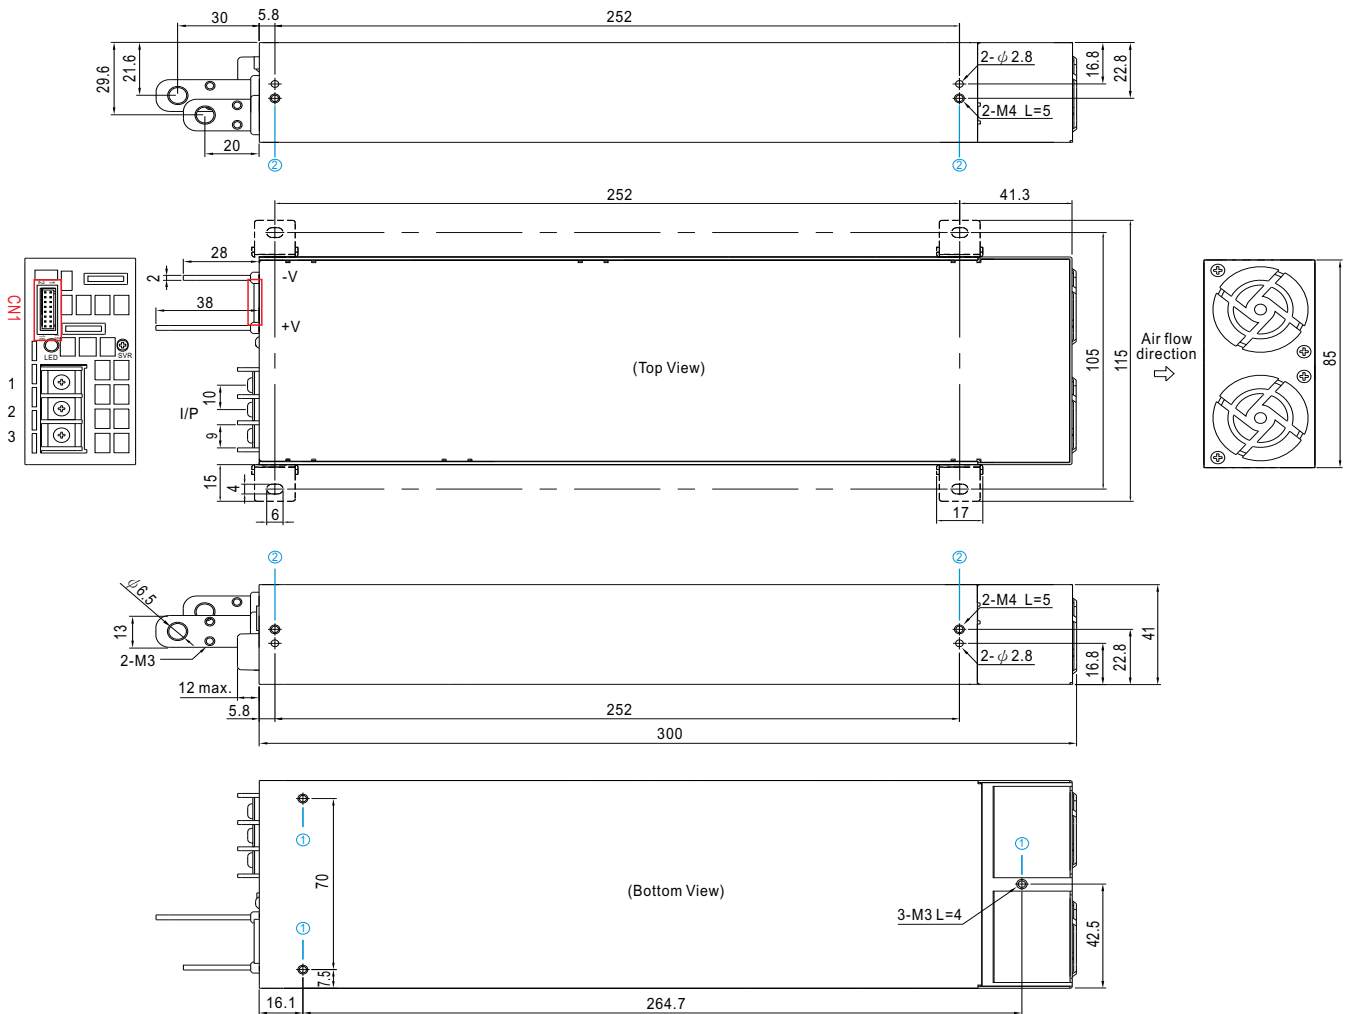 30
5.8
252
29.6
21.6
2-ϕ2.8
16.8
22.8
2-M4 L=5
20
②
②
252
41.3
28
2
-V
38
+V
CN1
LED
SVR
1
2
3
(Top View)
I/P
10
9
15
4
6
17
105
115
Air flow
direction
85
②
②
ϕ6.5
13
2-M3
12 max.
5.8
2-M4 L=5
2-ϕ2.8
16.8
22.8
41
252
300
①
①
①
70
7.5
(Bottom View)
3-M3 L=4
42.5
16.1
264.7